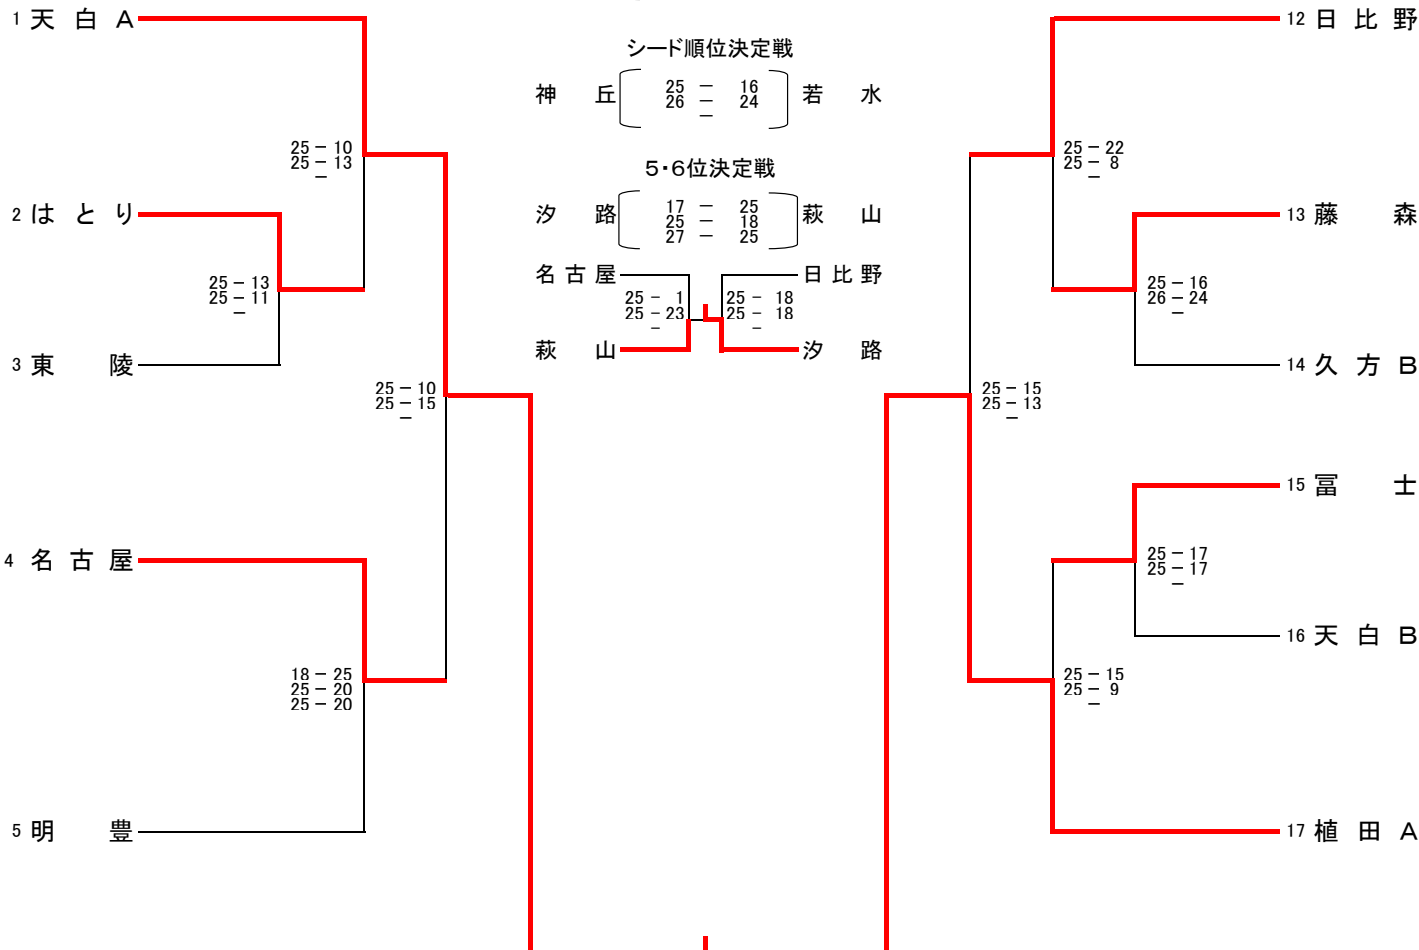 1 天白A
12 日比野
シード順位決定戦
神丘 25 － 16 若水
26 － 24
－
25 － 10
25 － 13
－
25 － 22
25 － 8
－
5・6位決定戦
汐路 17 － 25 萩山
25 － 18
27 － 25
2 はとり
13 藤森
名古屋 日比野
25 － 1
25 － 23
－
25 － 18
25 － 18
－
萩山 汐路
25 － 13
25 － 11
－
25 － 16
26 － 24
－
3 東陵
14 久方B
25 － 10
25 － 15
－
25 － 15
25 － 13
－
15 冨士
4 名古屋
25 － 17
25 － 17
－
16 天白B
18 － 25
25 － 20
25 － 20
25 － 15
25 － 9
－
5 明豊
17 植田A